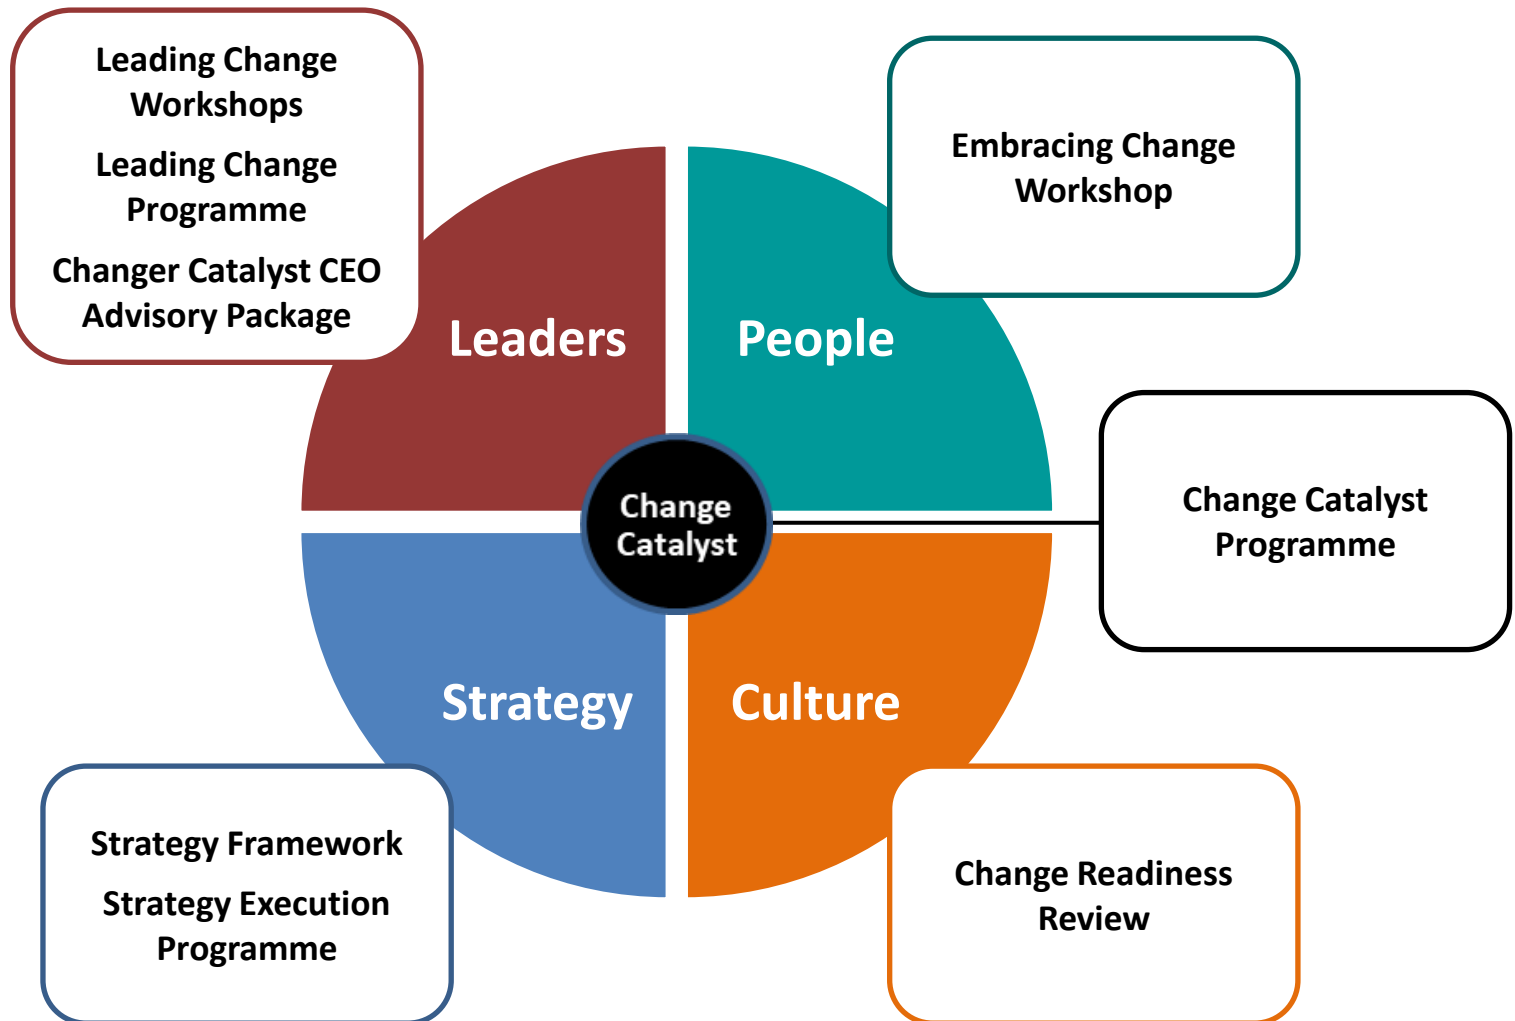 Leading Change
Workshops
Leading Change
Programme
Changer Catalyst CEO
Advisory Package
Embracing Change
Workshop
Leaders
People
Change
Catalyst
Change Catalyst
Programme
Strategy
Culture
Strategy Framework
Strategy Execution
Programme
Change Readiness
Review